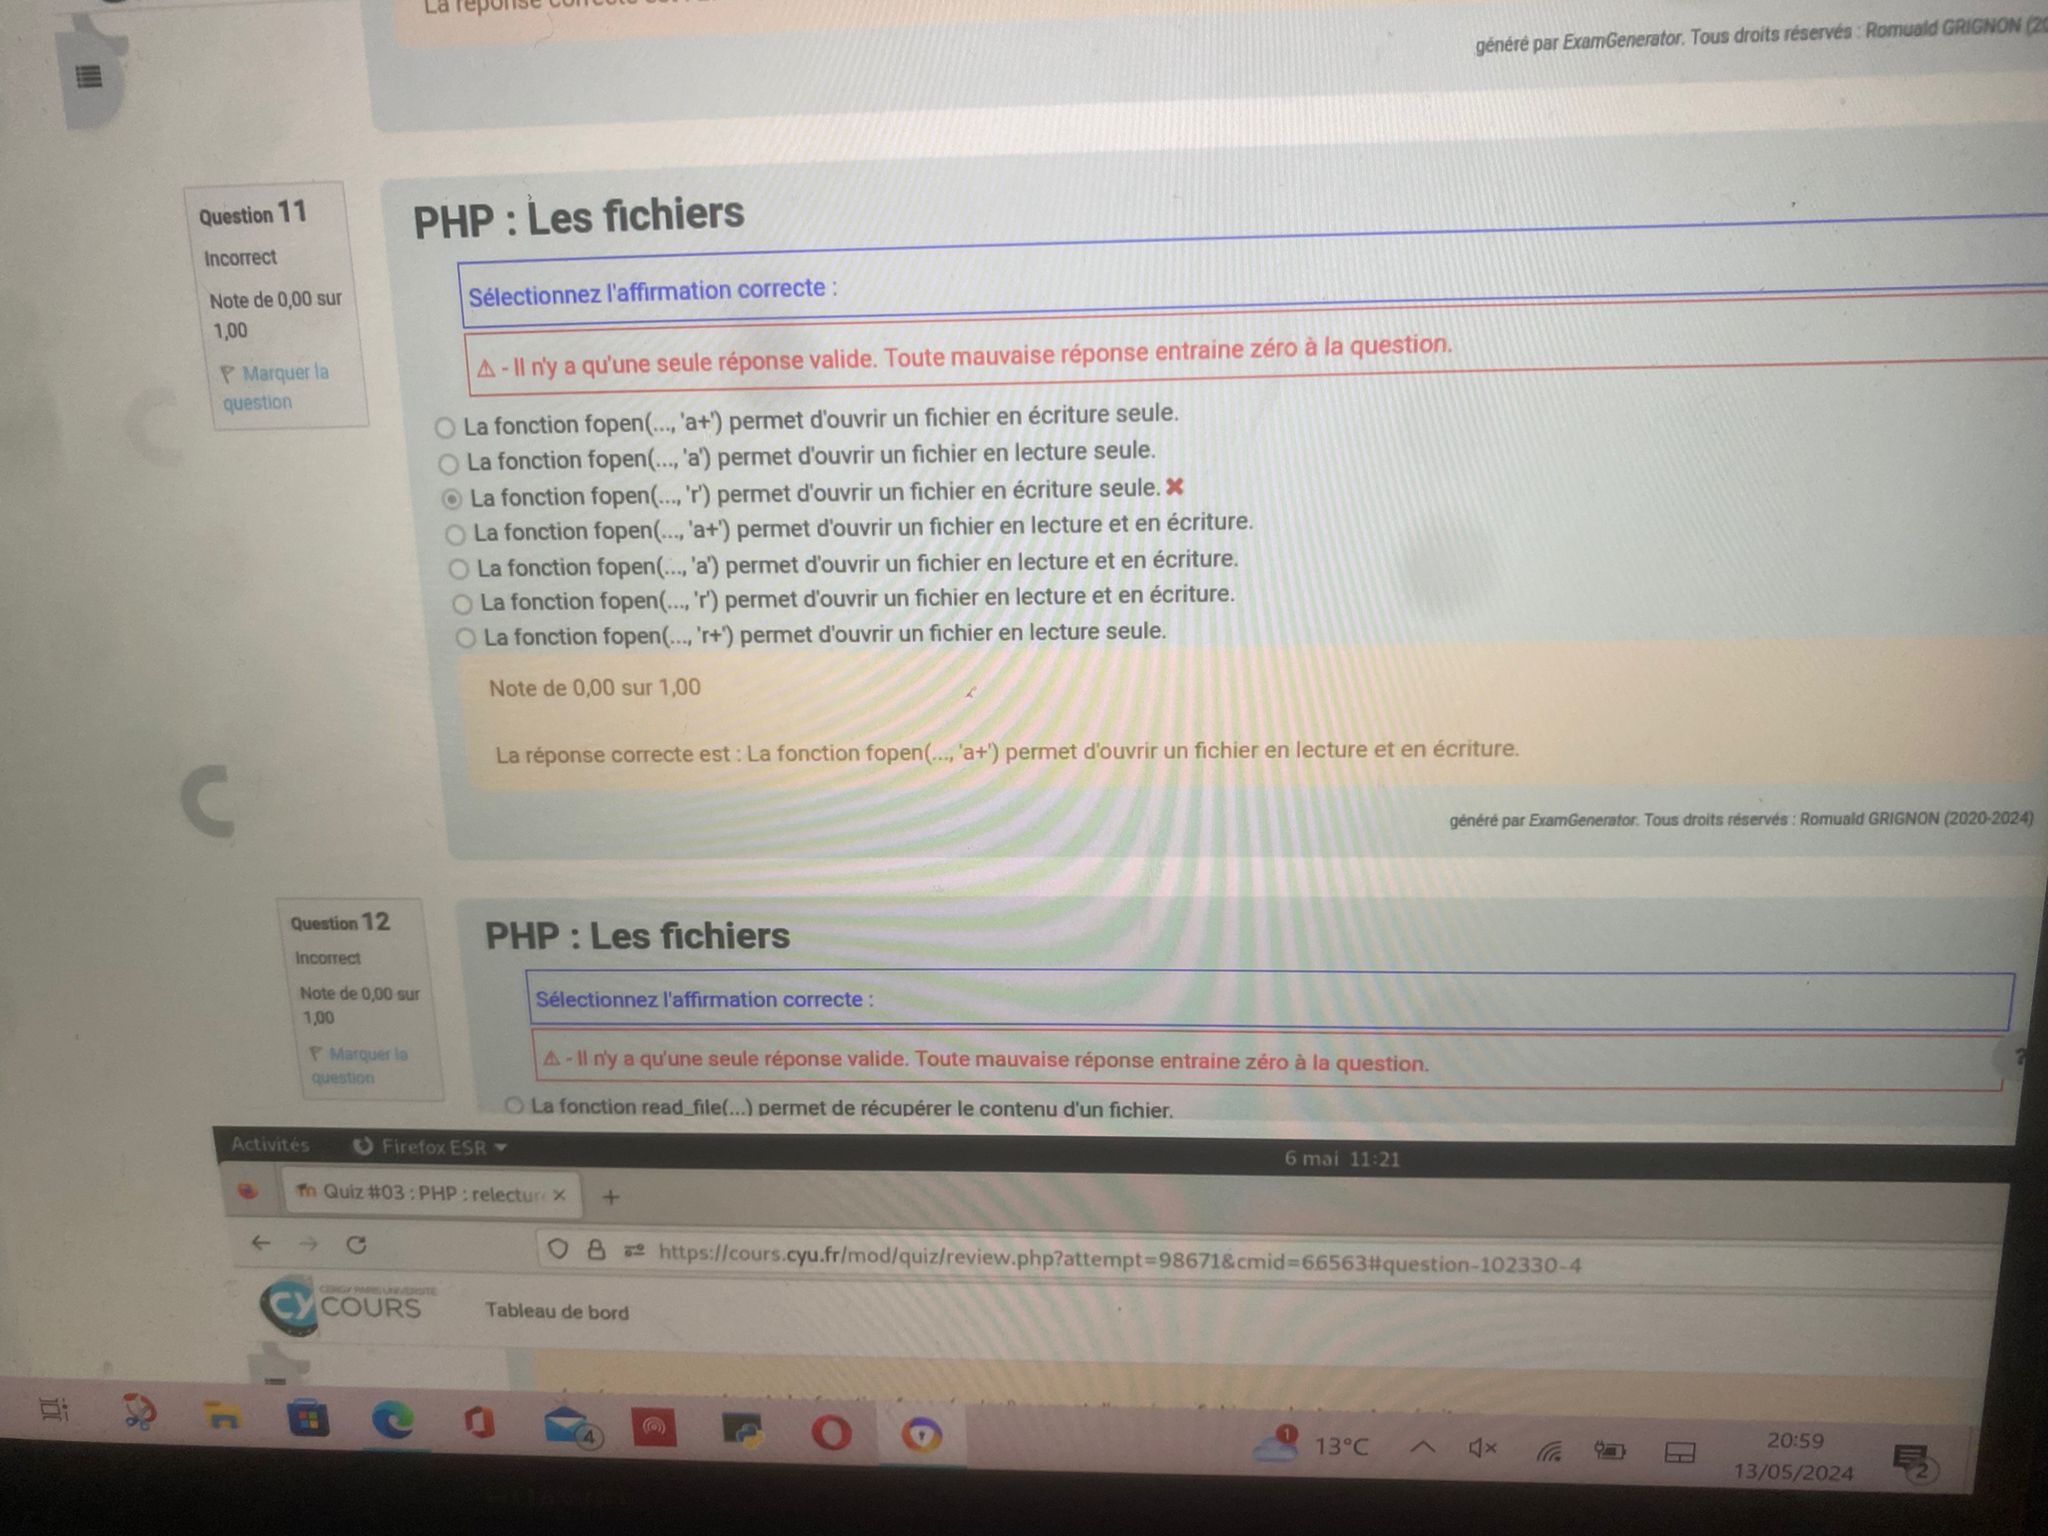 La réponse correcte est :
généré par ExamGenerator. Tous droits réservés : Romuald GRIGNON (20
Question 11
Incorrect
Note de 0,00 sur
1,00
Marquer la
question
PHP : Les fichiers
Sélectionnez l'affirmation correcte :
⚠ - Il n'y a qu'une seule réponse valide. Toute mauvaise réponse entraine zéro à la question.
La fonction fopen(..., 'a+') permet d'ouvrir un fichier en écriture seule.
La fonction fopen(..., 'a') permet d'ouvrir un fichier en lecture seule.
La fonction fopen(..., 'r') permet d'ouvrir un fichier en écriture seule. ✖
La fonction fopen(..., 'a+') permet d'ouvrir un fichier en lecture et en écriture.
La fonction fopen(..., 'a') permet d'ouvrir un fichier en lecture et en écriture.
La fonction fopen(..., 'r') permet d'ouvrir un fichier en lecture et en écriture.
La fonction fopen(..., 'r+') permet d'ouvrir un fichier en lecture seule.
Note de 0,00 sur 1,00
La réponse correcte est : La fonction fopen(..., 'a+') permet d'ouvrir un fichier en lecture et en écriture.
généré par ExamGenerator. Tous droits réservés : Romuald GRIGNON (2020-2024)
Question 12
Incorrect
Note de 0,00 sur
1,00
Marquer la
question
PHP : Les fichiers
Sélectionnez l'affirmation correcte :
⚠ - Il n'y a qu'une seule réponse valide. Toute mauvaise réponse entraine zéro à la question.
?
La fonction read_file(...) permet de récupérer le contenu d'un fichier.
Activités Firefox ESR 6 mai 11:21
Quiz #03 : PHP : relecture
https://cours.cyu.fr/mod/quiz/review.php?attempt=98671&cmid=66563#question-102330-4
CERGY PARIS UNIVERSITÉ
CY COURS Tableau de bord
4
1
13°C
20:59
13/05/2024
2